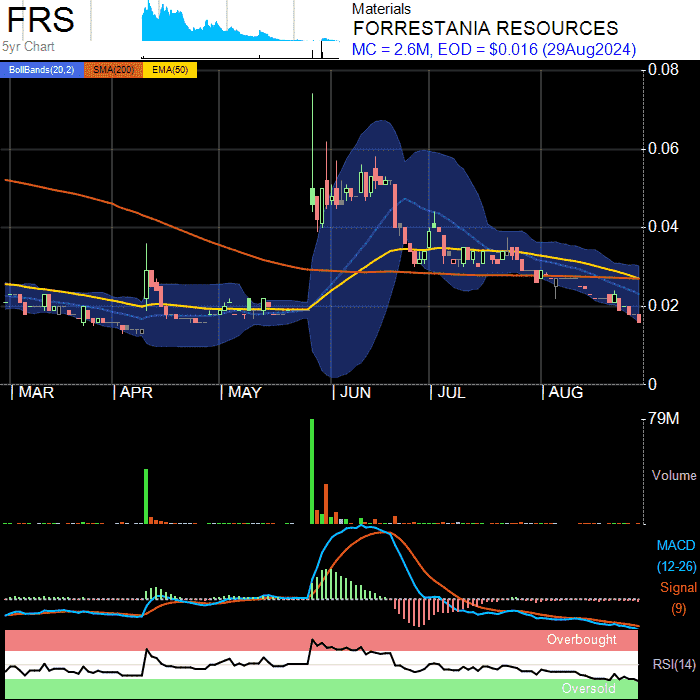 FRS
5yr Chart
Materials
FORRESTANIA RESOURCES
MC = 2.6M, EOD = $0.016 (29Aug2024)
BollBands(20,2) SMA(200) EMA(50)
0.08
0.06
0.04
0.02
0
MAR APR MAY JUN JUL AUG
79M
Volume
MACD
(12-26)
Signal
(9)
Overbought
RSI(14)
Oversold